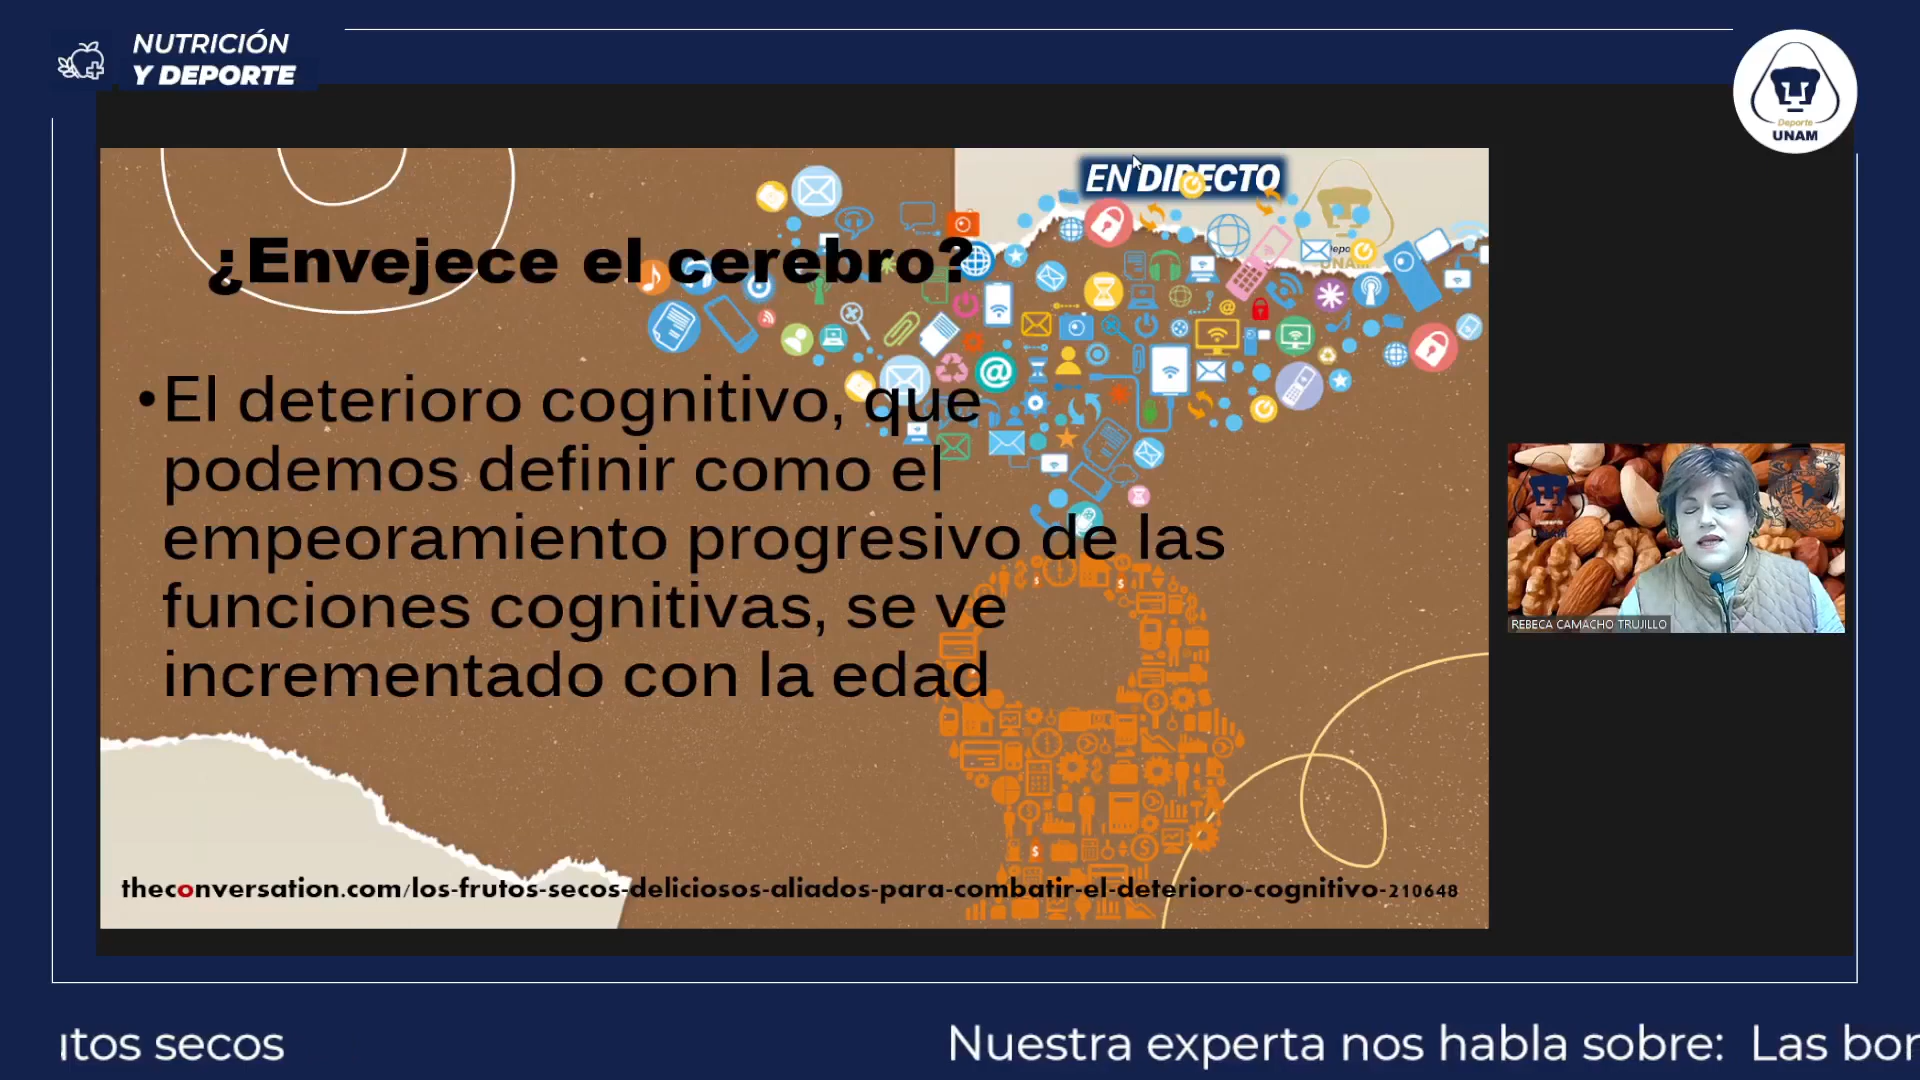 NUTRICIÓN
Y DEPORTE
Deporte
UNAM
EN DIRECTO
¿Envejece el cerebro?
•El deterioro cognitivo, que
podemos definir como el
empeoramiento progresivo de las
funciones cognitivas, se ve
incrementado con la edad
theconversation.com/los-frutos-secos-deliciosos-aliados-para-combatir-el-deterioro-cognitivo-210648
REBECA CAMACHO TRUJILLO
secos
Nuestra experta nos habla sobre: Las